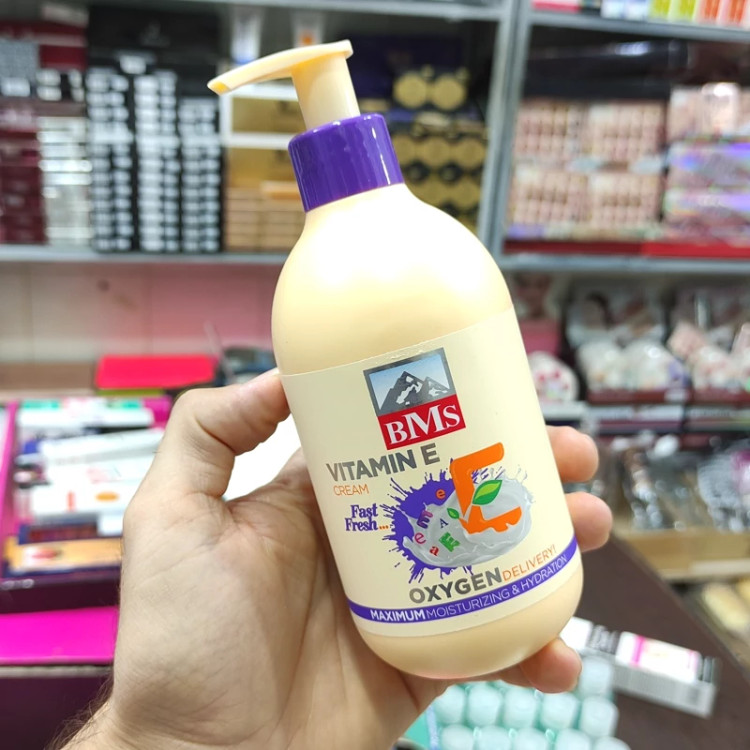 BMS
VITAMIN E
CREAM
Fast
Fresh...
E
OXYGEN DELIVERY!
MAXIMUM MOISTURIZING & HYDRATION